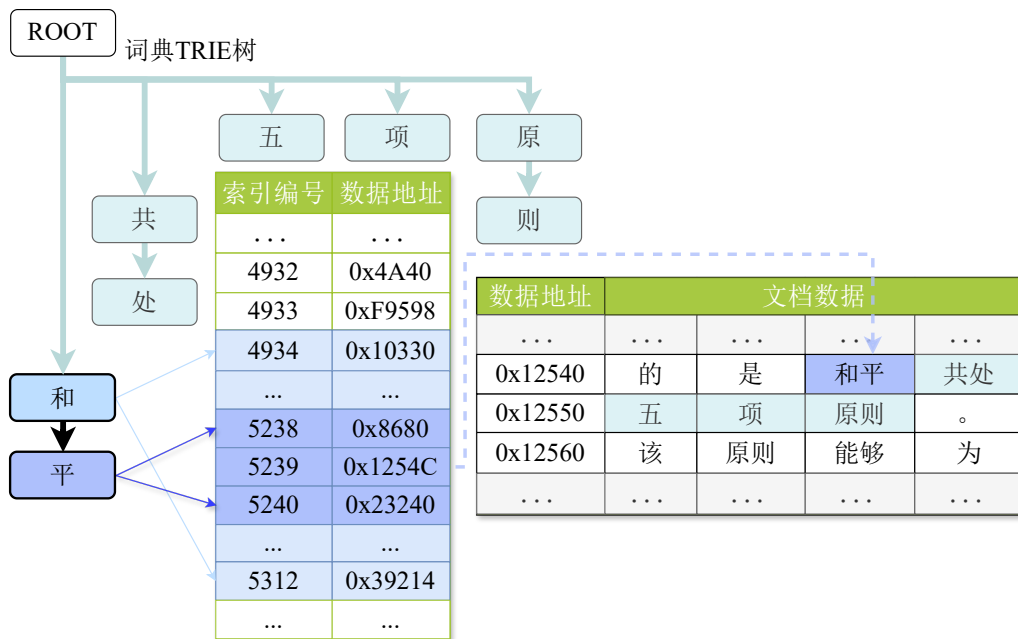 ROOT
词典TRIE树
五 项 原
共 则
处
和
平
索引编号 数据地址
... ...
4932 0x4A40
4933 0xF9598
4934 0x10330
... ...
5238 0x8680
5239 0x1254C
5240 0x23240
... ...
5312 0x39214
... ...
数据地址 文档数据
... ... ... ... ...
0x12540 的 是 和平 共处
0x12550 五 项 原则 。
0x12560 该 原则 能够 为
... ... ... ... ...